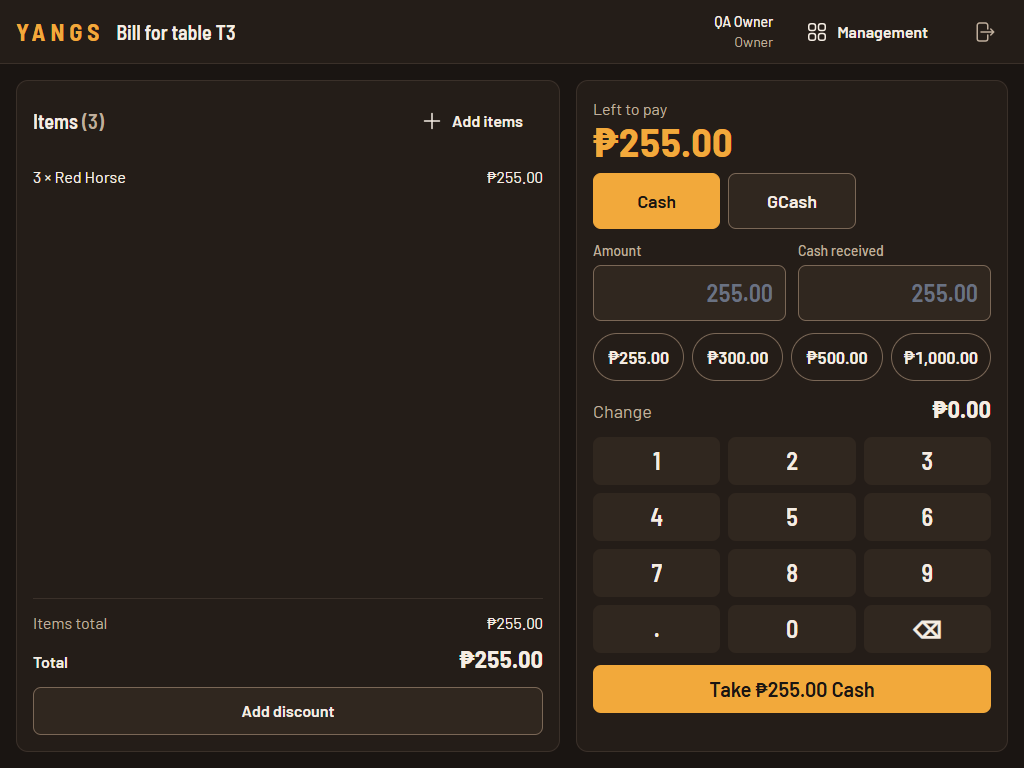 YANGS Bill for table T3
QA Owner
Owner
Management
Items (3)
Add items
3 × Red Horse ₱255.00
Items total ₱255.00
Total ₱255.00
Add discount
Left to pay
₱255.00
Cash GCash
Amount Cash received
255.00 255.00
₱255.00 ₱300.00 ₱500.00 ₱1,000.00
Change ₱0.00
1 2 3
4 5 6
7 8 9
. 0 ⌫
Take ₱255.00 Cash